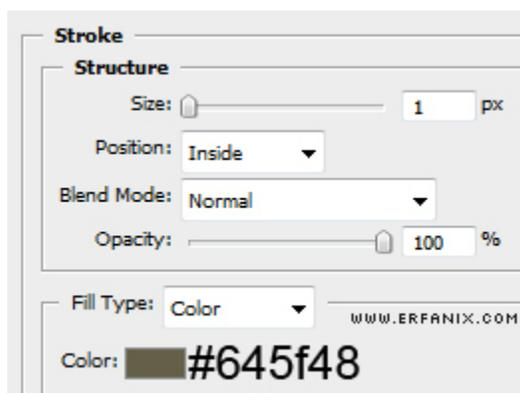 Stroke
Structure
Size: 1 px
Position: Inside
Blend Mode: Normal
Opacity: 100 %
Fill Type: Color
WWW.ERFANIX.COM
Color: #645f48